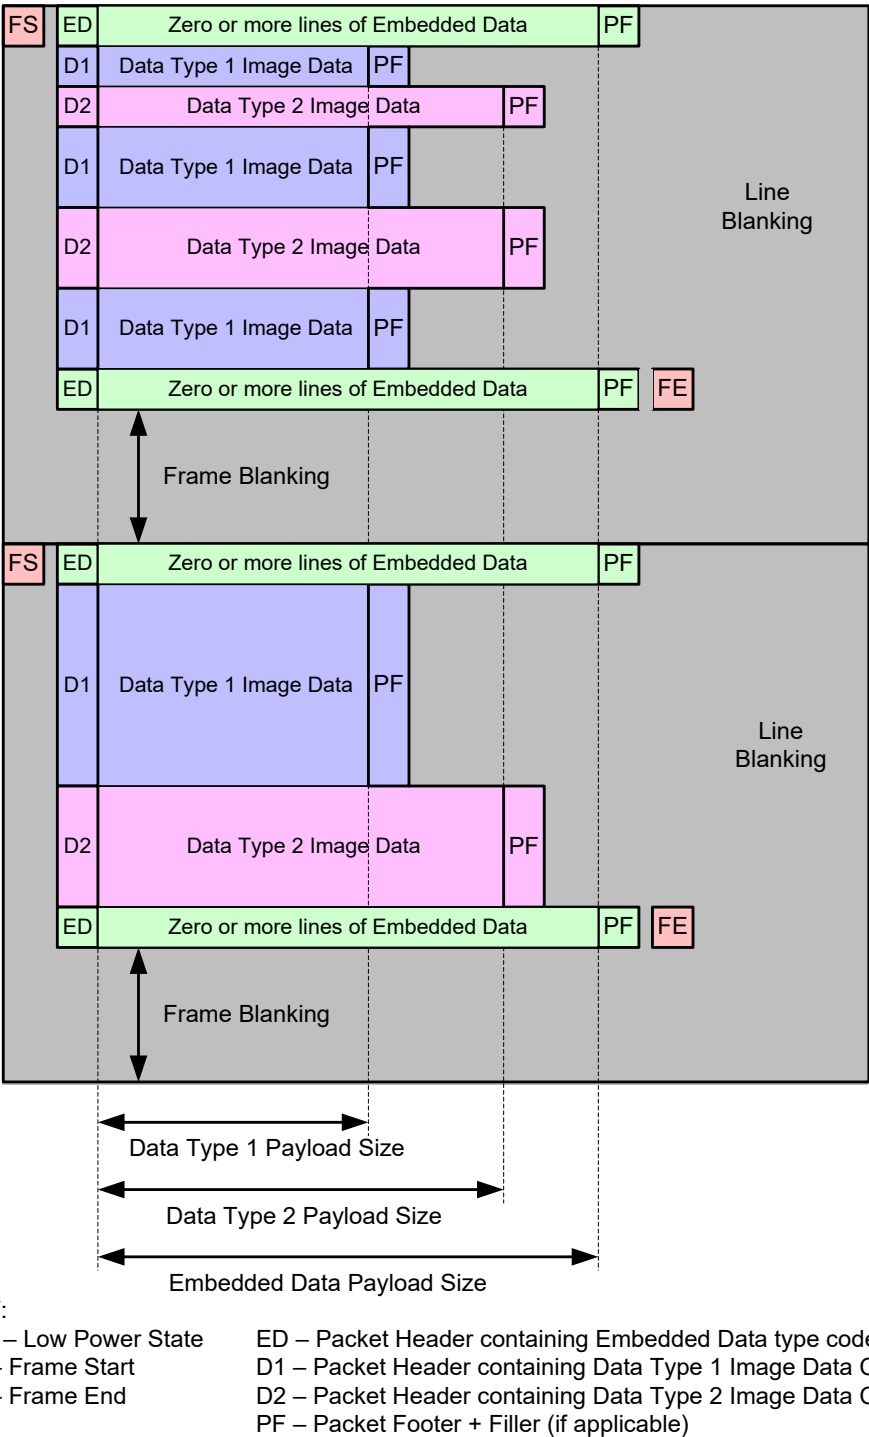 FS ED Zero or more lines of Embedded Data PF
D1 Data Type 1 Image Data PF
D2 Data Type 2 Image Data PF
D1 Data Type 1 Image Data PF
Line
Blanking
D2 Data Type 2 Image Data PF
D1 Data Type 1 Image Data PF
ED Zero or more lines of Embedded Data PF FE
Frame Blanking
FS ED Zero or more lines of Embedded Data PF
D1 Data Type 1 Image Data PF
Line
Blanking
D2 Data Type 2 Image Data PF
ED Zero or more lines of Embedded Data PF FE
Frame Blanking
Data Type 1 Payload Size
Data Type 2 Payload Size
Embedded Data Payload Size
:
– Low Power State ED – Packet Header containing Embedded Data type code
– Frame Start D1 – Packet Header containing Data Type 1 Image Data
– Frame End D2 – Packet Header containing Data Type 2 Image Data
PF – Packet Footer + Filler (if applicable)